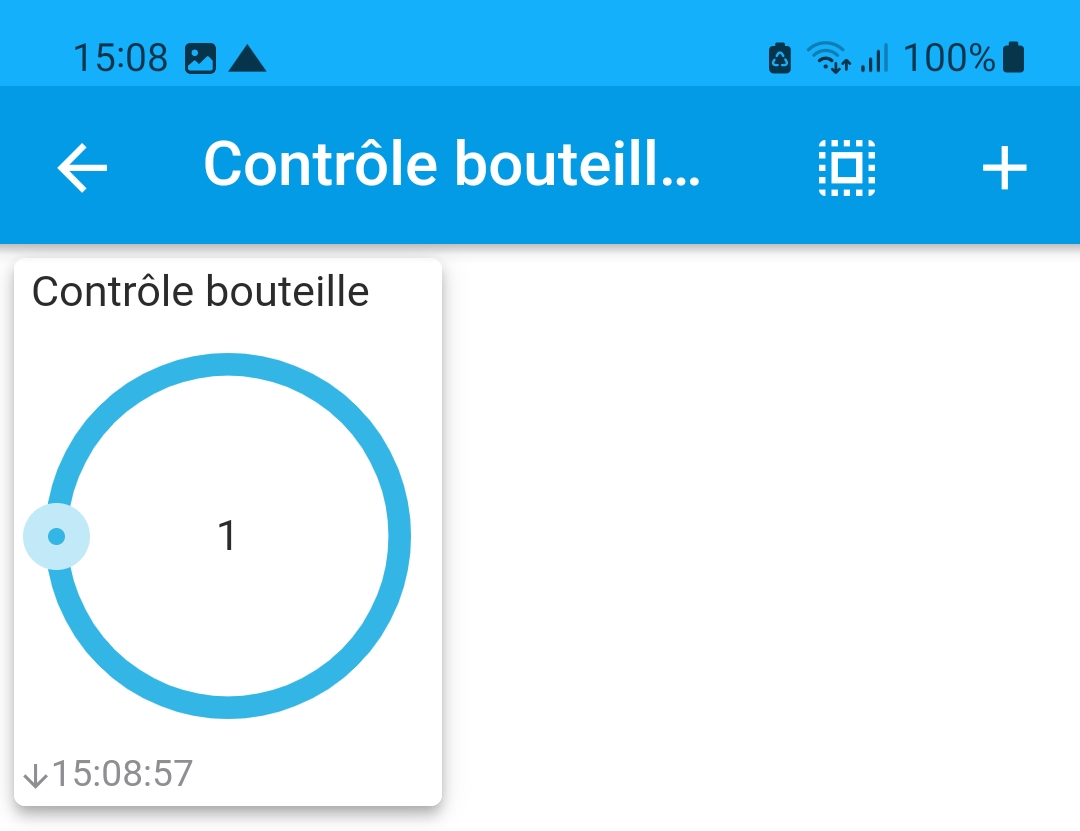 15:08 100%
Contrôle bouteill...
Contrôle bouteille
1
↓15:08:57